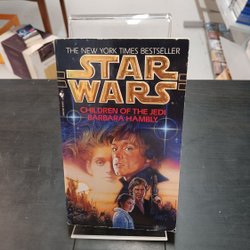 THE NEW YORK TIMES BESTSELLER
STAR
WARS
CHILDREN OF THE JEDI
BARBARA HAMBLY